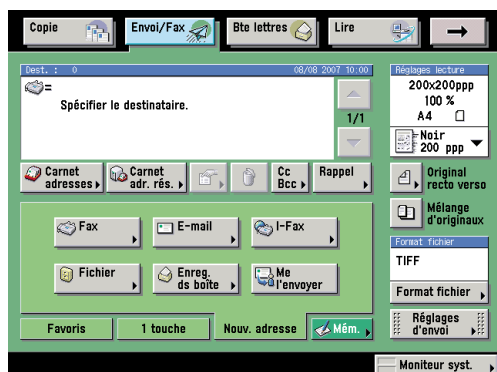 Copie
Envoi/Fax
Bte lettres
Lire
Dest. : 0
08/08 2007 10:00
Spécifier le destinataire.
1/1
Réglages lecture
200x200ppp
100 %
A4
Noir
200 ppp
Carnet
adresses
Carnet
adr. rés.
Cc
Bcc
Rappel
Original
recto verso
Mélange
d'originaux
Fax
E-mail
I-Fax
Fichier
Enreg.
ds boîte
Me
l'envoyer
Format fichier
TIFF
Format fichier
Favoris
1 touche
Nouv. adresse
Mém.
Réglages
d'envoi
Moniteur syst.